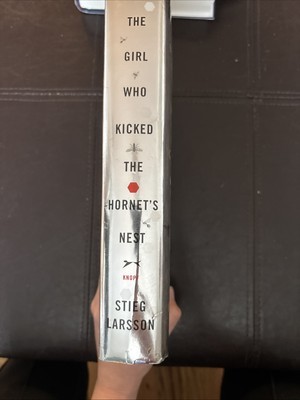 THE
GIRL
WHO
KICKED
THE
HORNET'S
NEST
KNOPF
STIEG
LARSSON